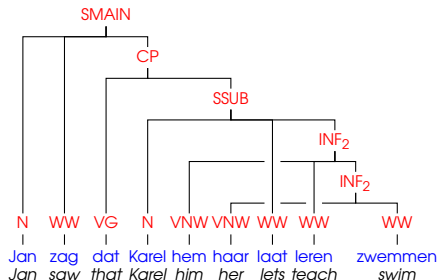 SMAIN
CP
SSUB
INF2
INF2
N WW VG N VNW VNW WW WW WW
Jan zag dat Karel hem haar laat leren zwemmen
Jan saw that Karel him her lets teach swim